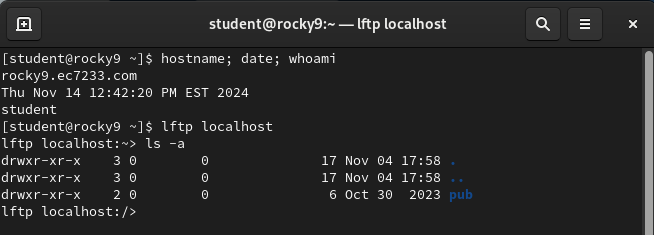 student@rocky9:~ — lftp localhost
[student@rocky9 ~]$ hostname; date; whoami
rocky9.ec7233.com
Thu Nov 14 12:42:20 PM EST 2024
student
[student@rocky9 ~]$ lftp localhost
lftp localhost:~> ls -a
drwxr-xr-x    3 0        0              17 Nov 04 17:58 .
drwxr-xr-x    3 0        0              17 Nov 04 17:58 ..
drwxr-xr-x    2 0        0               6 Oct 30  2023 pub
lftp localhost:/>